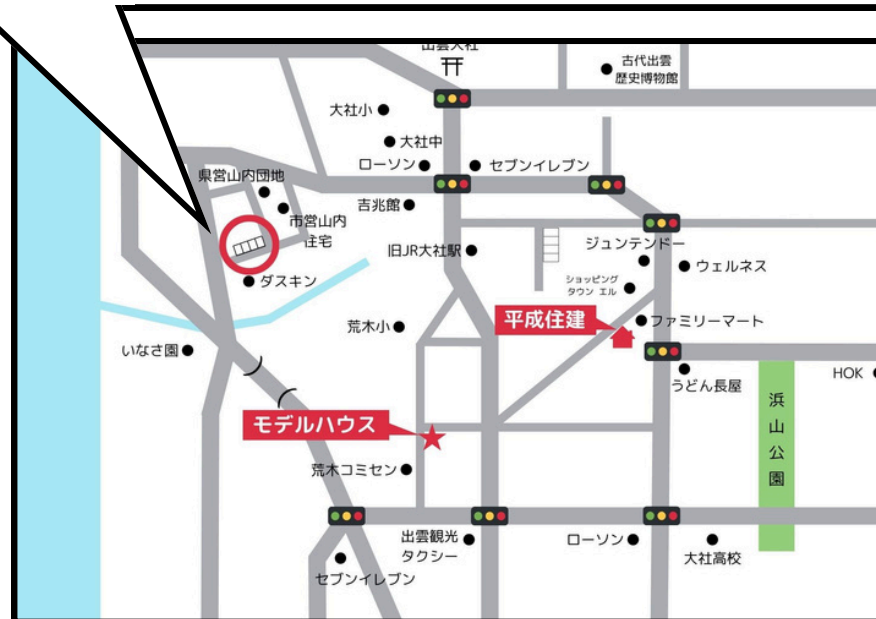 出雲大社
古代出雲
歴史博物館
大社小
大社中
ローソン
セブンイレブン
県営山内団地
吉兆館
市営山内
住宅
旧JR大社駅
ジュンテンドー
ウェルネス
ダスキン
ショッピング
タウン エル
平成住建
ファミリーマート
荒木小
いなさ園
うどん長屋
HOK
浜山公園
モデルハウス
荒木コミセン
出雲観光
タクシー
ローソン
大社高校
セブンイレブン